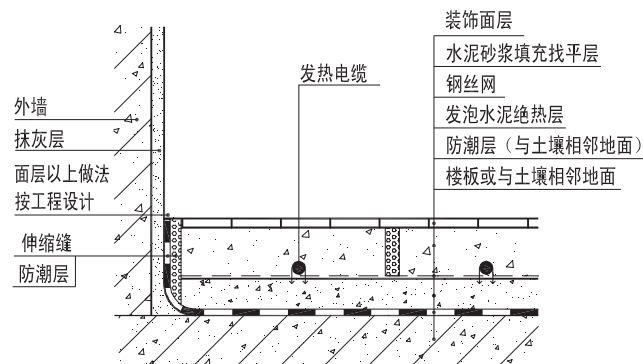 装饰面层
水泥砂浆填充找平层
钢丝网
发泡水泥绝热层
防潮层（与土壤相邻地面）
楼板或与土壤相邻地面
发热电缆
外墙
抹灰层
面层以上做法
按工程设计
伸缩缝
防潮层